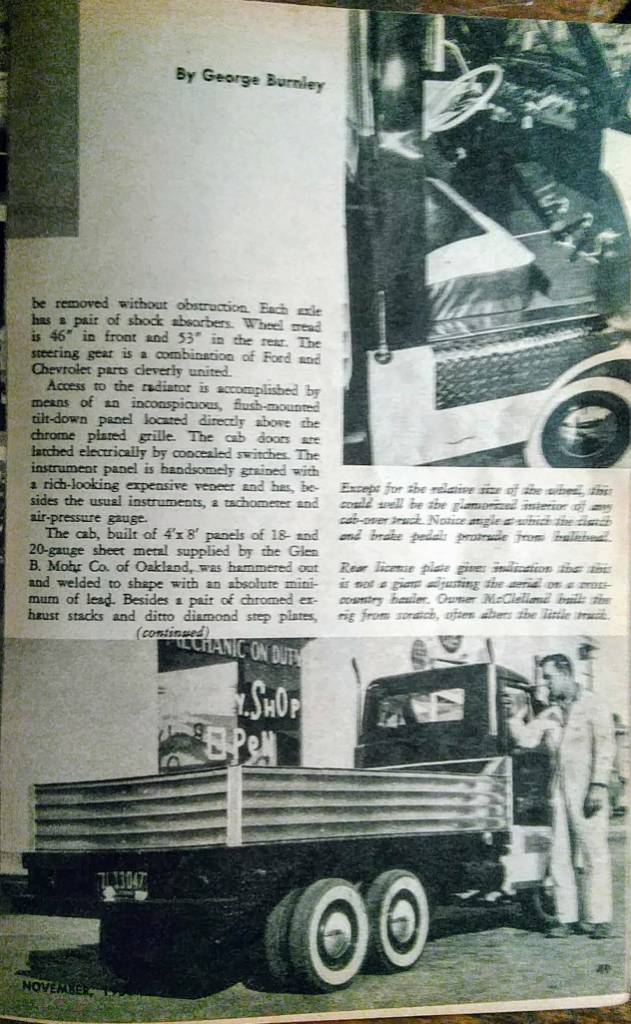 By George Burnley
be removed without obstruction. Each axle
has a pair of shock absorbers. Wheel tread
is 46" in front and 53" in the rear. The
steering gear is a combination of Ford and
Chevrolet parts cleverly united.
Access to the radiator is accomplished by
means of an inconspicuous, flush-mounted
tilt-down panel located directly above the
chrome plated grille. The cab doors are
latched electrically by concealed switches. The
instrument panel is handsomely grained with
a rich-looking expensive veneer and has, be-
sides the usual instruments, a tachometer and
air-pressure gauge.
The cab, built of 4'x8' panels of 18- and
20-gauge sheet metal supplied by the Glen
B. Mohr Co. of Oakland, was hammered out
and welded to shape with an absolute mini-
mum of lead. Besides a pair of chromed ex-
haust stacks and ditto diamond step plates,
(continued)
Except for the relative size of the wheel, this
could well be the glamorized interior of any
cab-over truck. Notice angle at which the clutch
and brake pedals protrude from bulkhead.
Rear license plate gives indication that this
is not a giant adjusting the aerial on a cross-
country hauler. Owner McClelland built the
rig from scratch, often alters the little truck.
MECHANIC ON DUTY
Y. SHOP
OPEN
NOVEMBER,